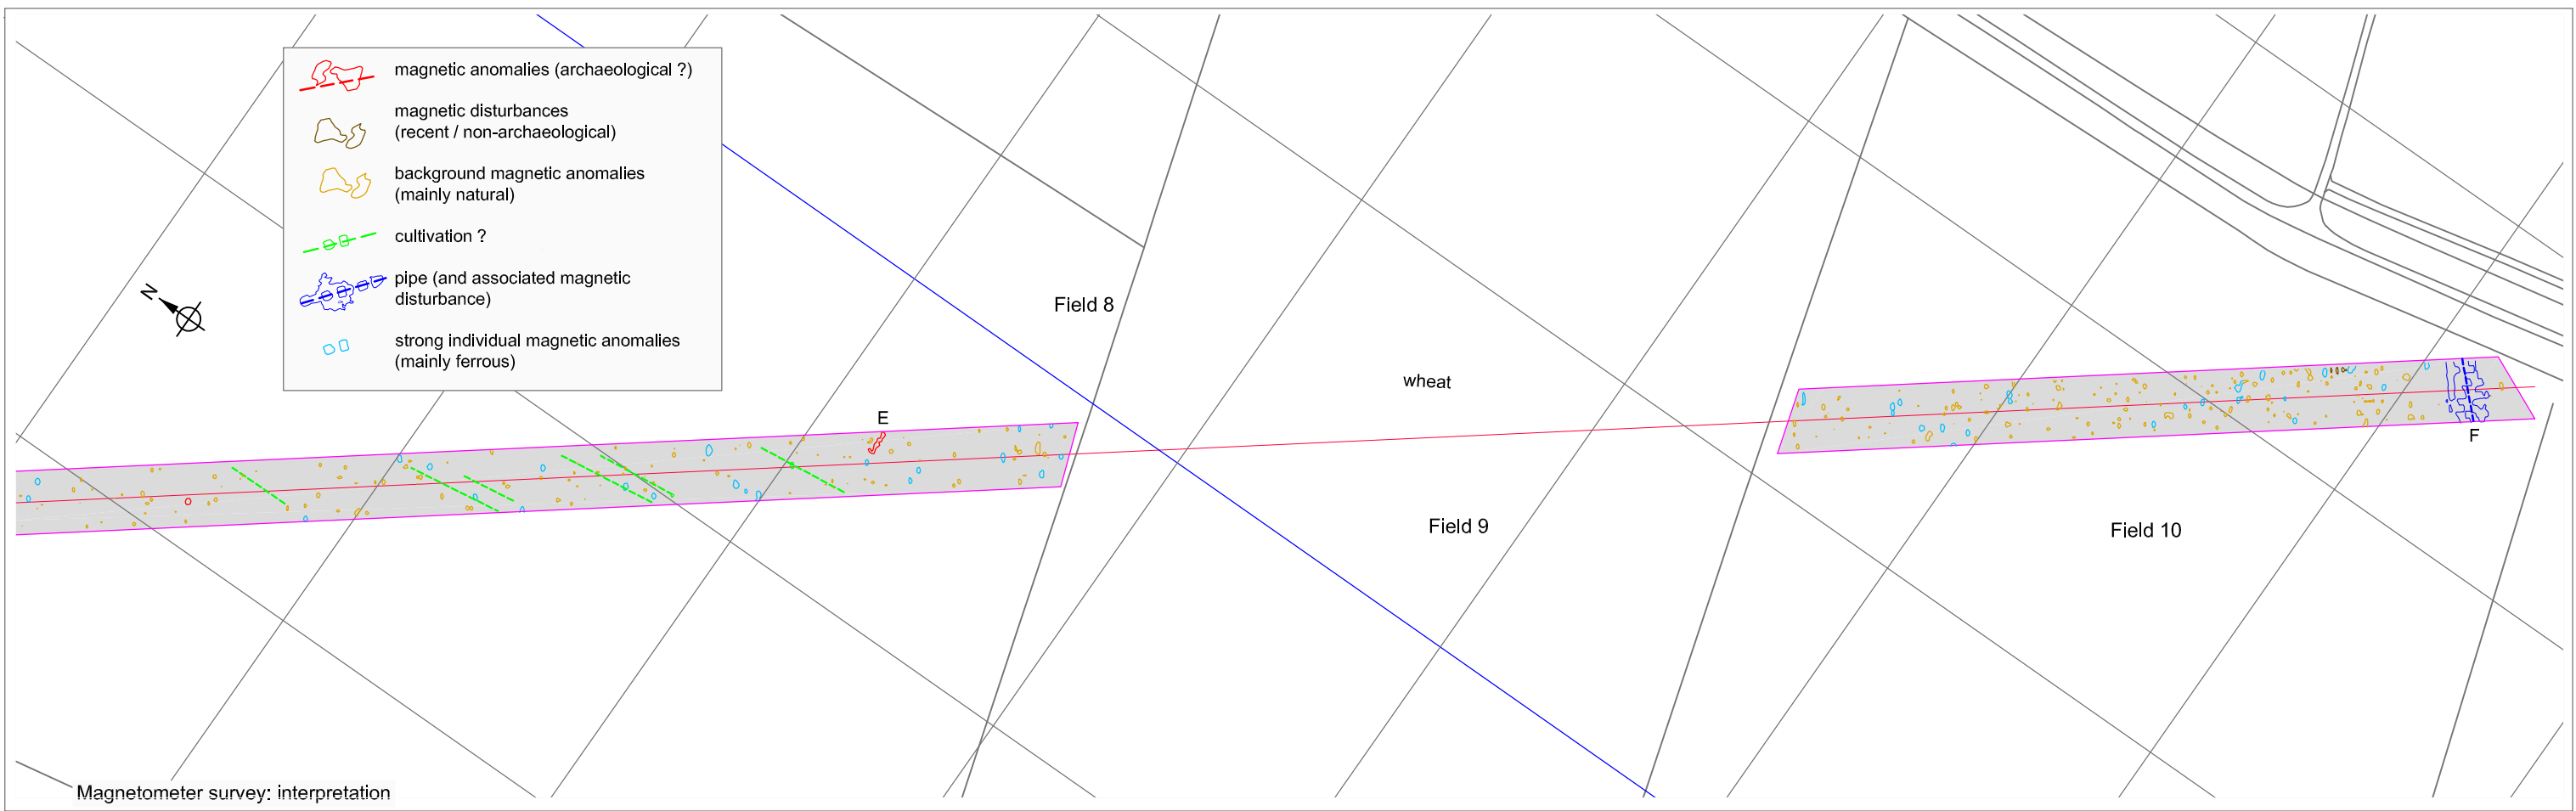 magnetic anomalies (archaeological ?)
magnetic disturbances
(recent / non-archaeological)
background magnetic anomalies
(mainly natural)
cultivation ?
pipe (and associated magnetic
disturbance)
strong individual magnetic anomalies
(mainly ferrous)
N
Field 8
wheat
E
F
Field 9
Field 10
Magnetometer survey: interpretation